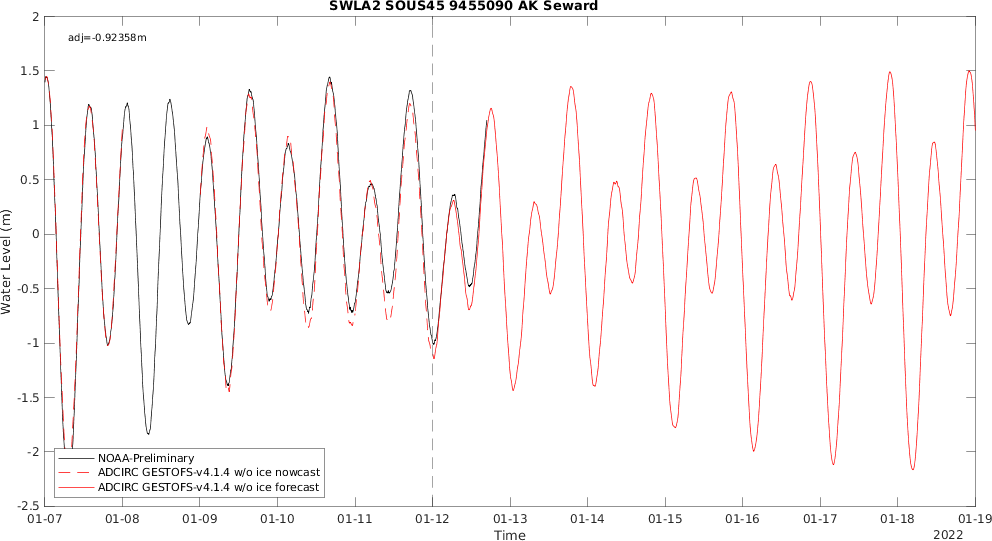 SWLA2 SOUS45 9455090 AK Seward
adj=-0.92358m
2
1.5
1
0.5
0
-0.5
-1
-1.5
-2
-2.5
Water Level (m)
NOAA-Preliminary
ADCIRC GESTOFS-v4.1.4 w/o ice nowcast
ADCIRC GESTOFS-v4.1.4 w/o ice forecast
01-07 01-08 01-09 01-10 01-11 01-12 01-13 01-14 01-15 01-16 01-17 01-18 01-19
Time
2022